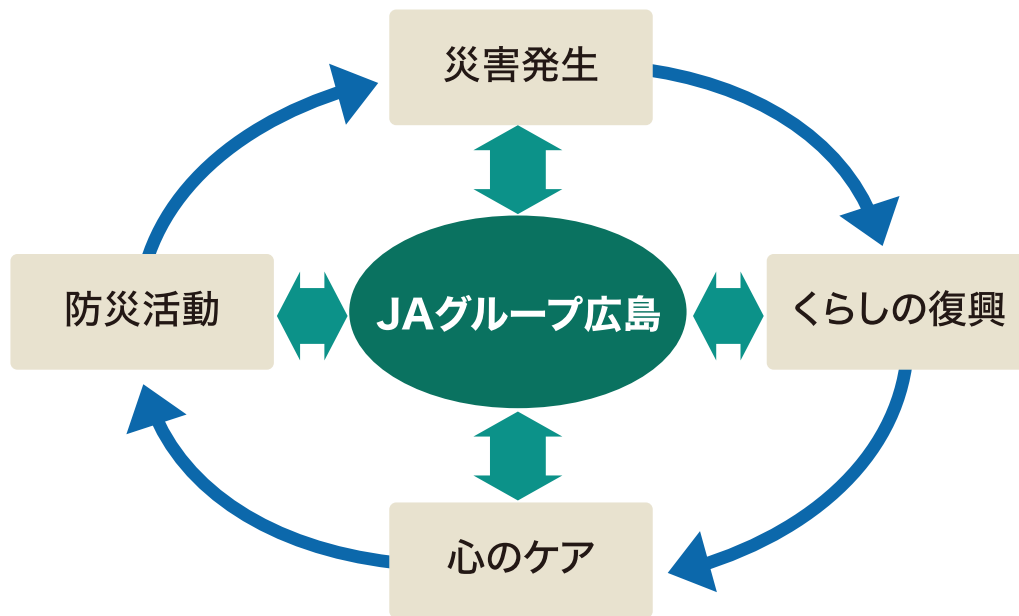 災害発生
防災活動
JAグループ広島
くらしの復興
心のケア